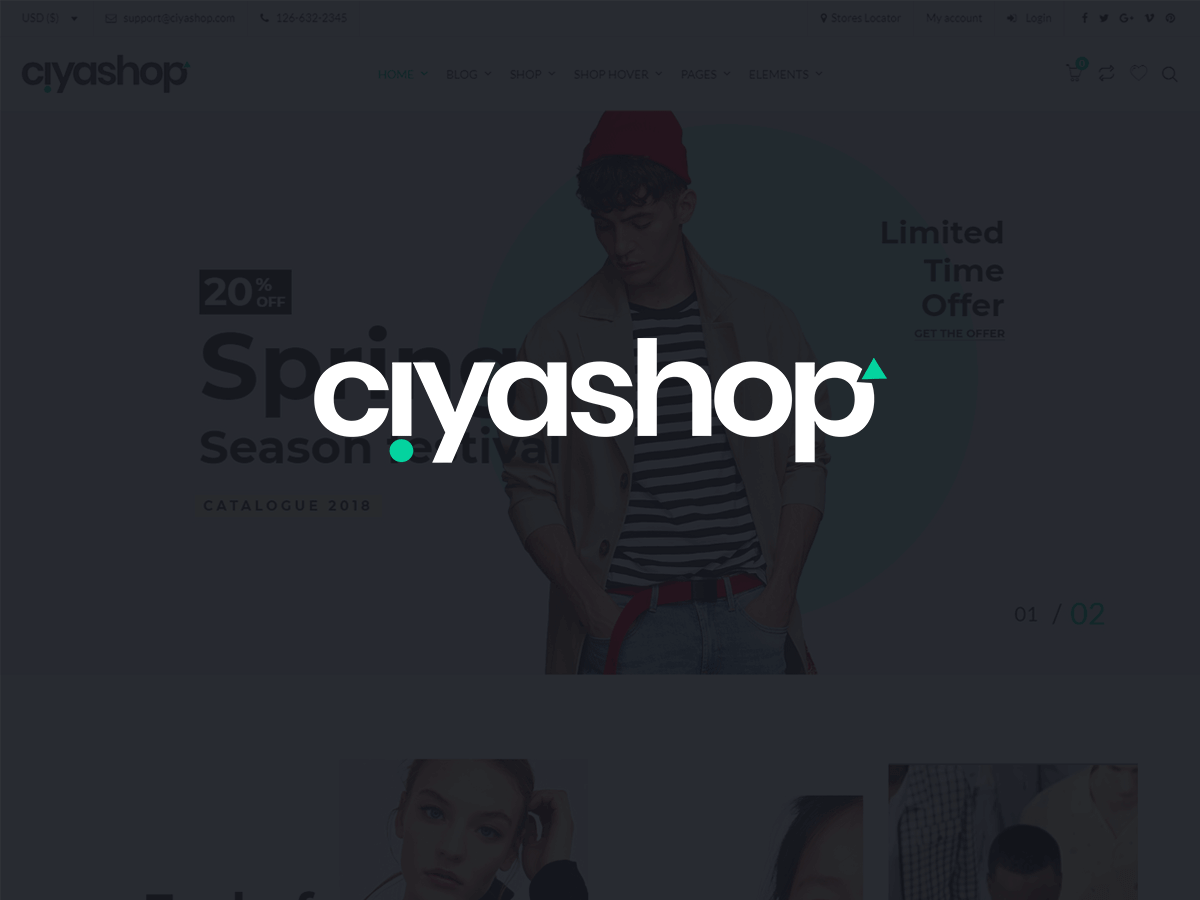 USD ($) support@ciyashop.com 126-632-2345 Stores Locator My account Login
ciyashop HOME BLOG SHOP SHOP HOVER PAGES ELEMENTS 0
Limited
Time
Offer
GET THE OFFER
20% OFF
Spring
Season festival
CATALOGUE 2018
ciyashop
01 / 02